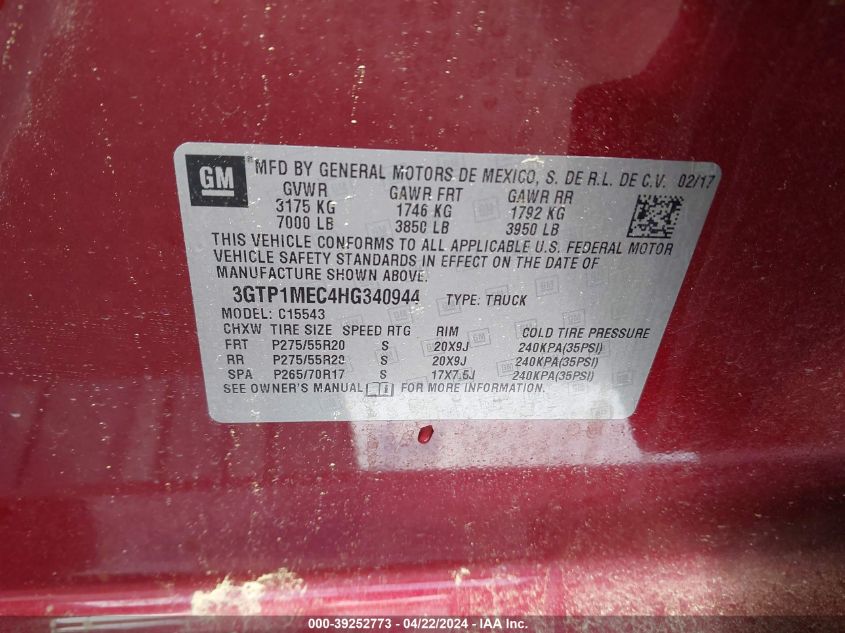 GM MFD BY GENERAL MOTORS DE MEXICO, S. DE R.L. DE C.V. 02/17
GVWR GAWR FRT GAWR RR
3175 KG 1746 KG 1792 KG
7000 LB 3850 LB 3950 LB
THIS VEHICLE CONFORMS TO ALL APPLICABLE U.S. FEDERAL MOTOR
VEHICLE SAFETY STANDARDS IN EFFECT ON THE DATE OF
MANUFACTURE SHOWN ABOVE.
3GTP1MEC4HG340944 TYPE: TRUCK
MODEL: C15543
CHXW TIRE SIZE SPEED RTG RIM COLD TIRE PRESSURE
FRT P275/55R20 S 20X9J 240KPA(35PSI)
RR P275/55R20 S 20X9J 240KPA(35PSI)
SPA P265/70R17 S 17X7.5J 240KPA(35PSI)
SEE OWNER'S MANUAL FOR MORE INFORMATION.
000-39252773 - 04/22/2024 - IAA Inc.